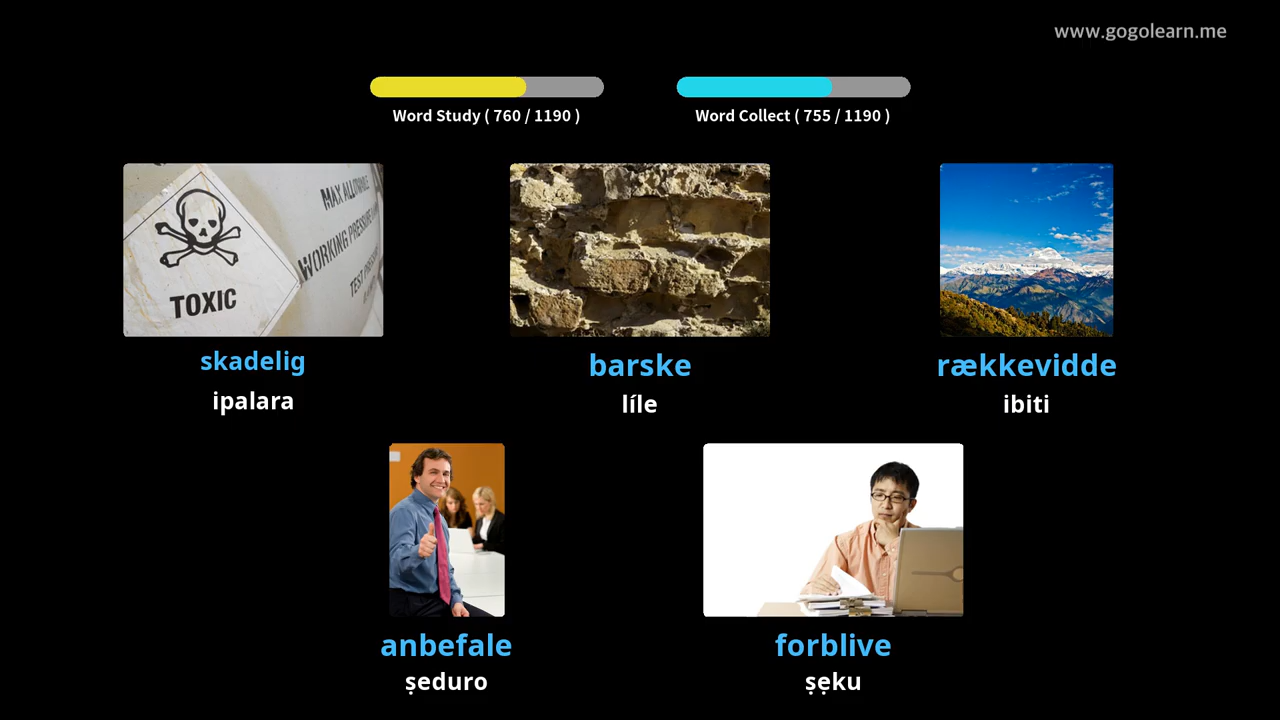 www.gogolearn.me
Word Study ( 760 / 1190 )
Word Collect ( 755 / 1190 )
TOXIC
MAX ALLOWABLE
WORKING PRESSURE
TEST
skadelig
ipalara
barske
líle
rækkevidde
ibiti
anbefale
ṣeduro
forblive
ṣẹku